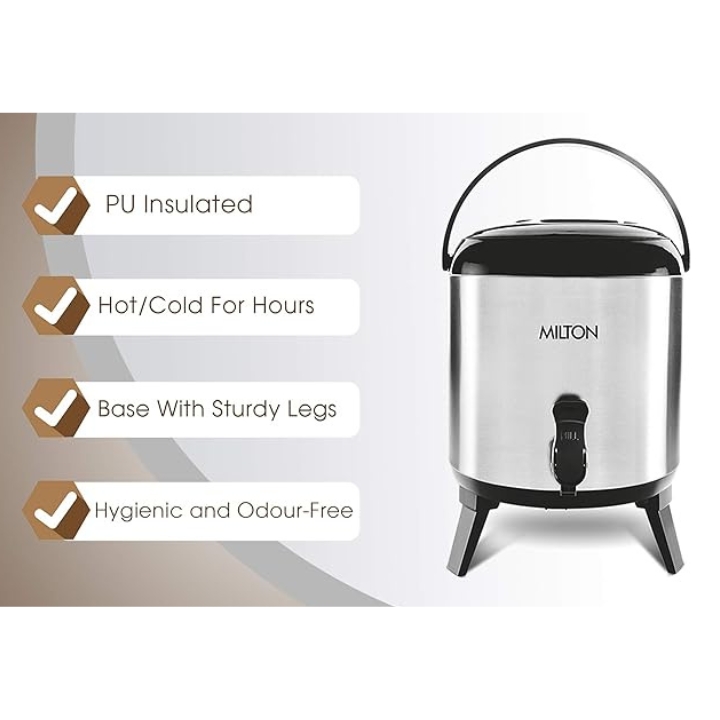 PU Insulated
Hot/Cold For Hours
Base With Sturdy Legs
Hygienic and Odour-Free
MILTON